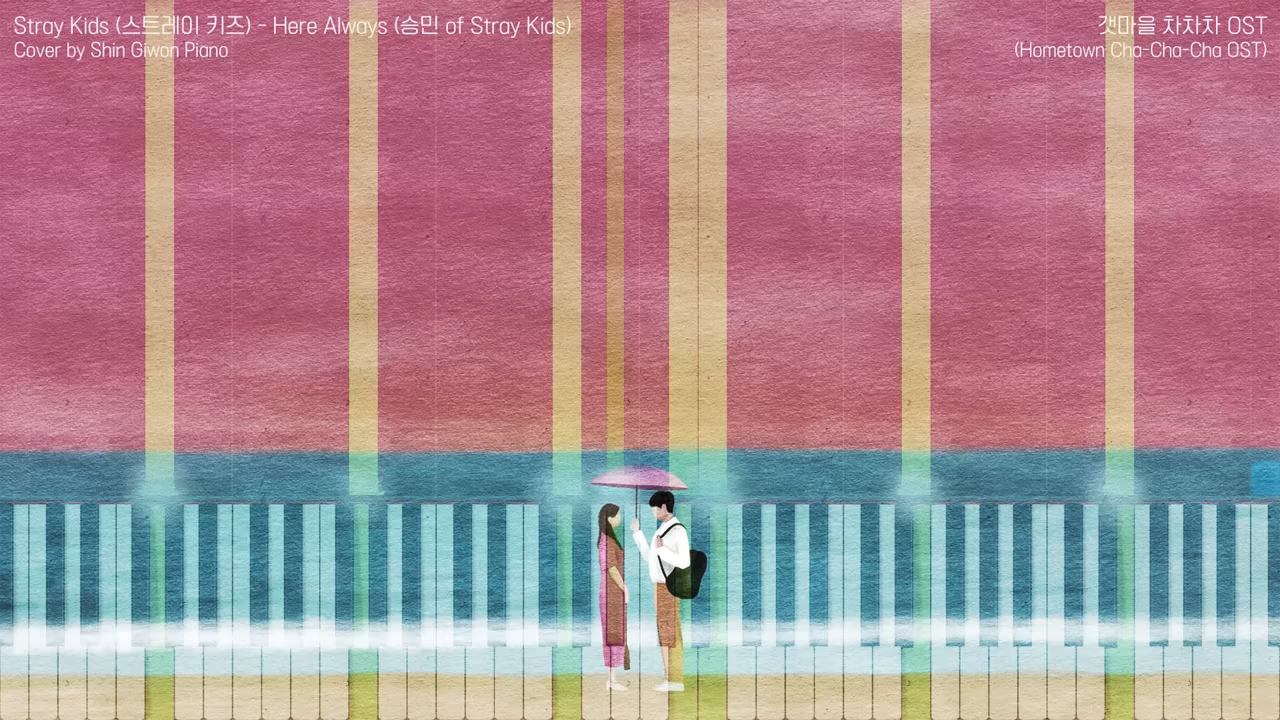 Stray Kids (스트레이 키즈) - Here Always (승민 of Stray Kids)
Cover by Shin Giwon Piano
갯마을 차차차 OST
(Hometown Cha-Cha-Cha OST)